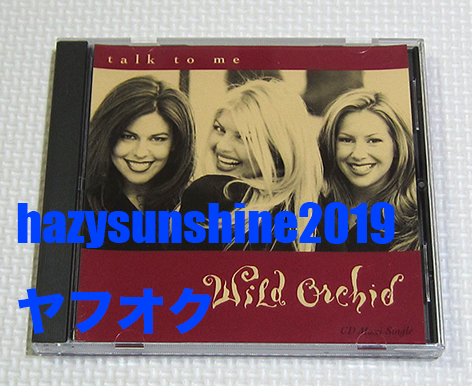 talk to me
hazysunshine2019
Wild Orchid
ヤフオク
CD Maxi-Single